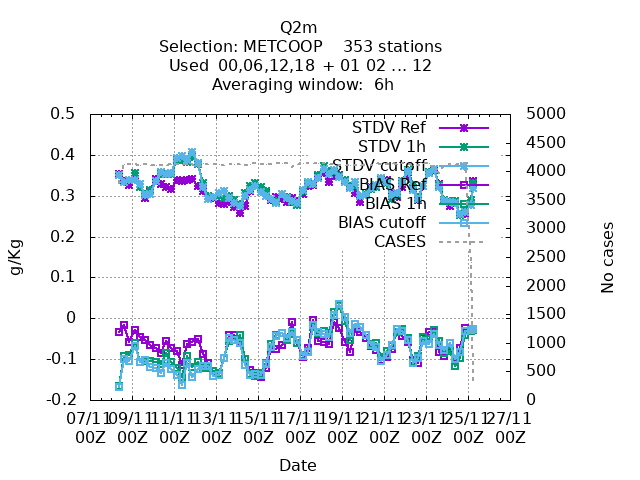 Q2m
Selection: METCOOP    353 stations
Used  00,06,12,18  + 01 02 ... 12
Averaging window:  6h
STDV Ref
STDV 1h
STDV cutoff
BIAS Ref
BIAS 1h
BIAS cutoff
CASES
0.5
0.4
0.3
0.2
0.1
0
-0.1
-0.2
g/Kg
5000
4500
4000
3500
3000
2500
2000
1500
1000
500
0
No cases
07/11 09/11 11/11 13/11 15/11 17/11 19/11 21/11 23/11 25/11 27/11
00Z 00Z 00Z 00Z 00Z 00Z 00Z 00Z 00Z 00Z 00Z
Date